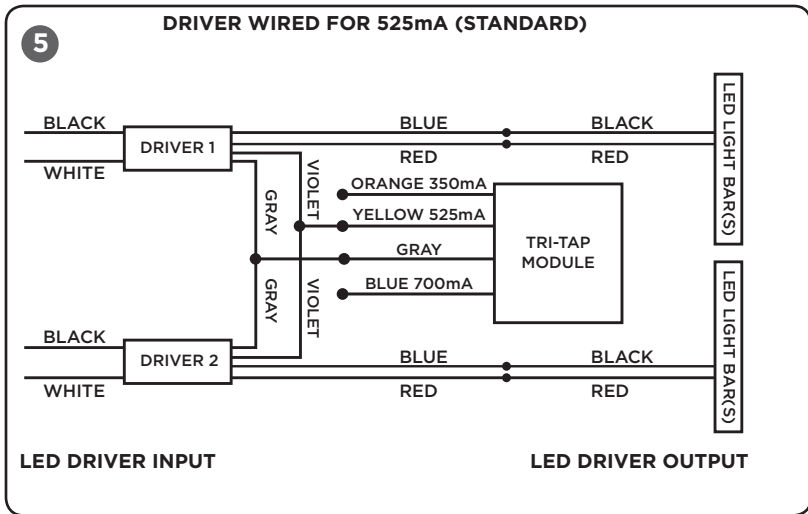 DRIVER WIRED FOR 525mA (STANDARD)
5
BLACK
DRIVER 1
WHITE
BLUE
BLACK
RED
RED
LED LIGHT BAR(S)
VIOLET
GRAY
ORANGE 350mA
YELLOW 525mA
GRAY
BLUE 700mA
TRI-TAP
MODULE
GRAY
VIOLET
BLACK
DRIVER 2
WHITE
BLUE
BLACK
RED
RED
LED LIGHT BAR(S)
LED DRIVER INPUT
LED DRIVER OUTPUT